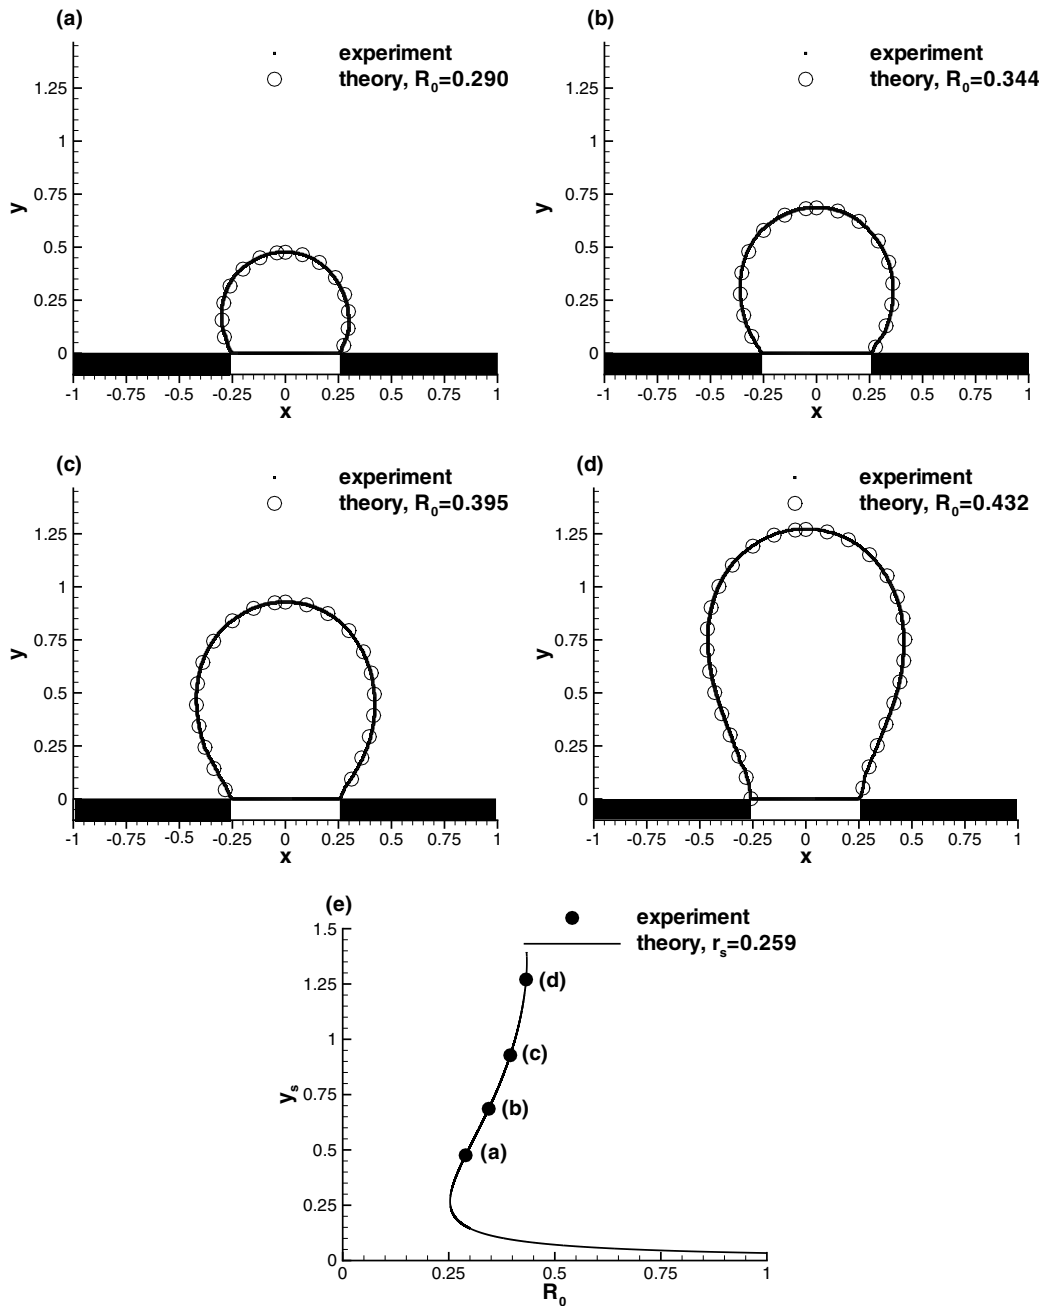 (a)
experiment
theory, R₀=0.290
1.25
1
0.75
0.5
0.25
0
y
-1 -0.75 -0.5 -0.25 0 0.25 0.5 0.75 1
x
(b)
experiment
theory, R₀=0.344
1.25
1
0.75
0.5
0.25
0
y
-1 -0.75 -0.5 -0.25 0 0.25 0.5 0.75 1
x
(c)
experiment
theory, R₀=0.395
1.25
1
0.75
0.5
0.25
0
y
-1 -0.75 -0.5 -0.25 0 0.25 0.5 0.75 1
x
(d)
experiment
theory, R₀=0.432
1.25
1
0.75
0.5
0.25
0
y
-1 -0.75 -0.5 -0.25 0 0.25 0.5 0.75 1
x
(e)
experiment
theory, rₛ=0.259
1.5
1.25
1
0.75
0.5
0.25
0
yₛ
(d)
(c)
(b)
(a)
0 0.25 0.5 0.75 1
R₀